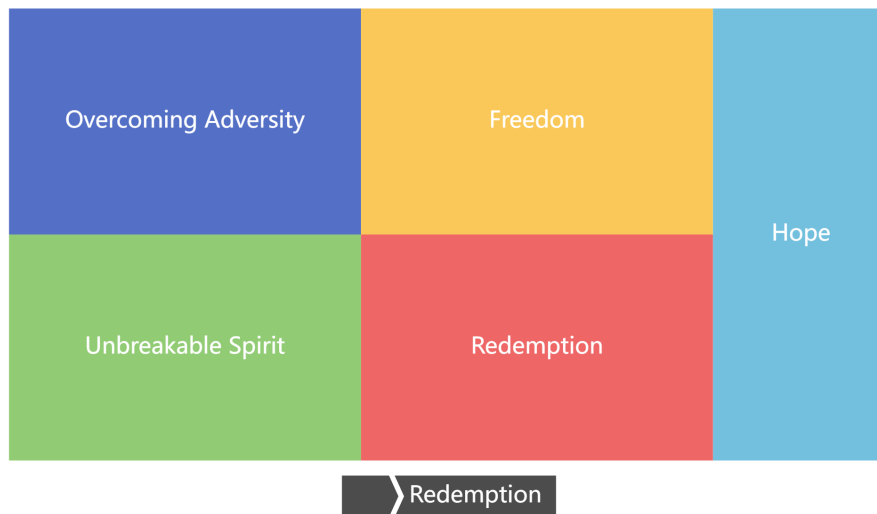 Overcoming Adversity
Freedom
Hope
Unbreakable Spirit
Redemption
Redemption